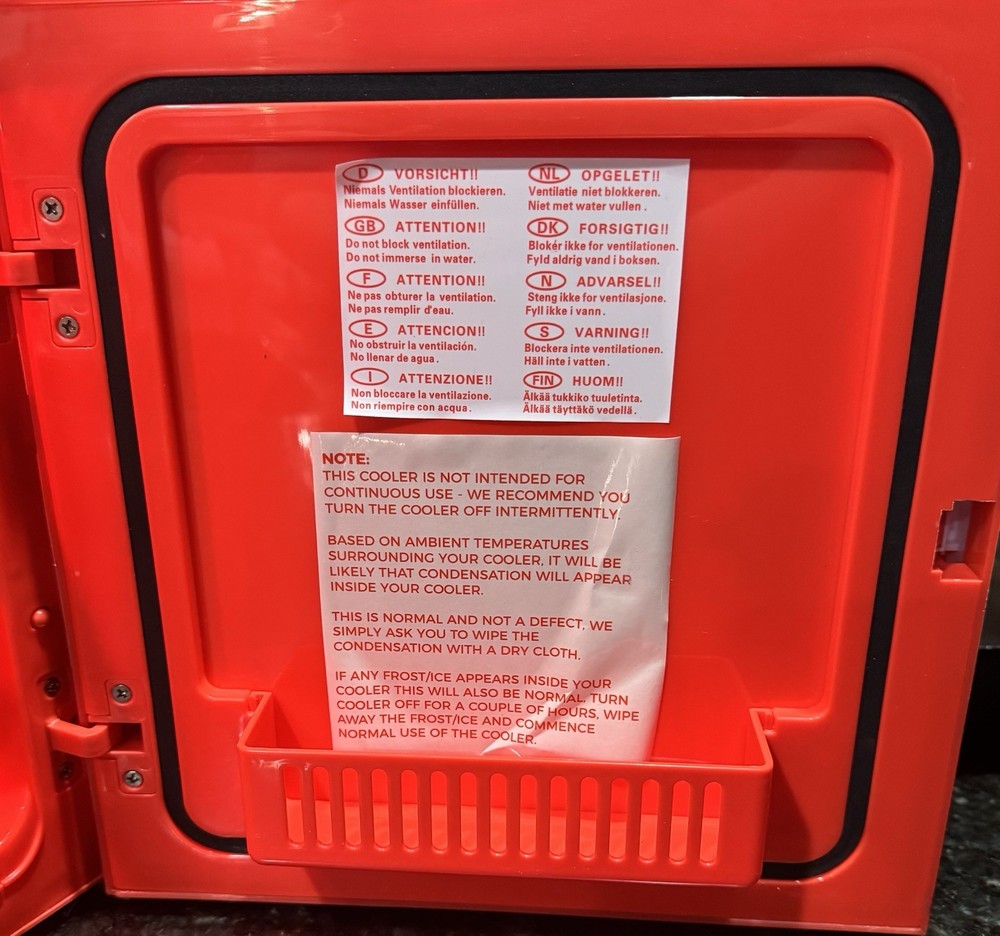 D VORSICHT!!
Niemals Ventilation blockieren.
Niemals Wasser einfüllen.
GB ATTENTION!!
Do not block ventilation.
Do not immerse in water.
F ATTENTION!!
Ne pas obturer la ventilation.
Ne pas remplir d'eau.
E ATTENCION!!
No obstruir la ventilación.
No llenar de agua.
I ATTENZIONE!!
Non bloccare la ventilazione.
Non riempire con acqua.
NL OPGELET!!
Ventilatie niet blokkeren.
Niet met water vullen.
DK FORSIGTIG!!
Blokér ikke for ventilationen.
Fyld aldrig vand i boksen.
N ADVARSEL!!
Steng ikke for ventilasjone.
Fyll ikke i vann.
S VARNING!!
Blockera inte ventilationen.
Häll inte i vatten.
FIN HUOM!!
Älkää tukkiko tuuletinta.
Älkää täyttäkö vedellä.
NOTE:
THIS COOLER IS NOT INTENDED FOR
CONTINUOUS USE - WE RECOMMEND YOU
TURN THE COOLER OFF INTERMITTENTLY.
BASED ON AMBIENT TEMPERATURES
SURROUNDING YOUR COOLER, IT WILL BE
LIKELY THAT CONDENSATION WILL APPEAR
INSIDE YOUR COOLER.
THIS IS NORMAL AND NOT A DEFECT, WE
SIMPLY ASK YOU TO WIPE THE
CONDENSATION WITH A DRY CLOTH.
IF ANY FROST/ICE APPEARS INSIDE YOUR
COOLER THIS WILL ALSO BE NORMAL. TURN
COOLER OFF FOR A COUPLE OF HOURS, WIPE
AWAY THE FROST/ICE AND COMMENCE
NORMAL USE OF THE COOLER.